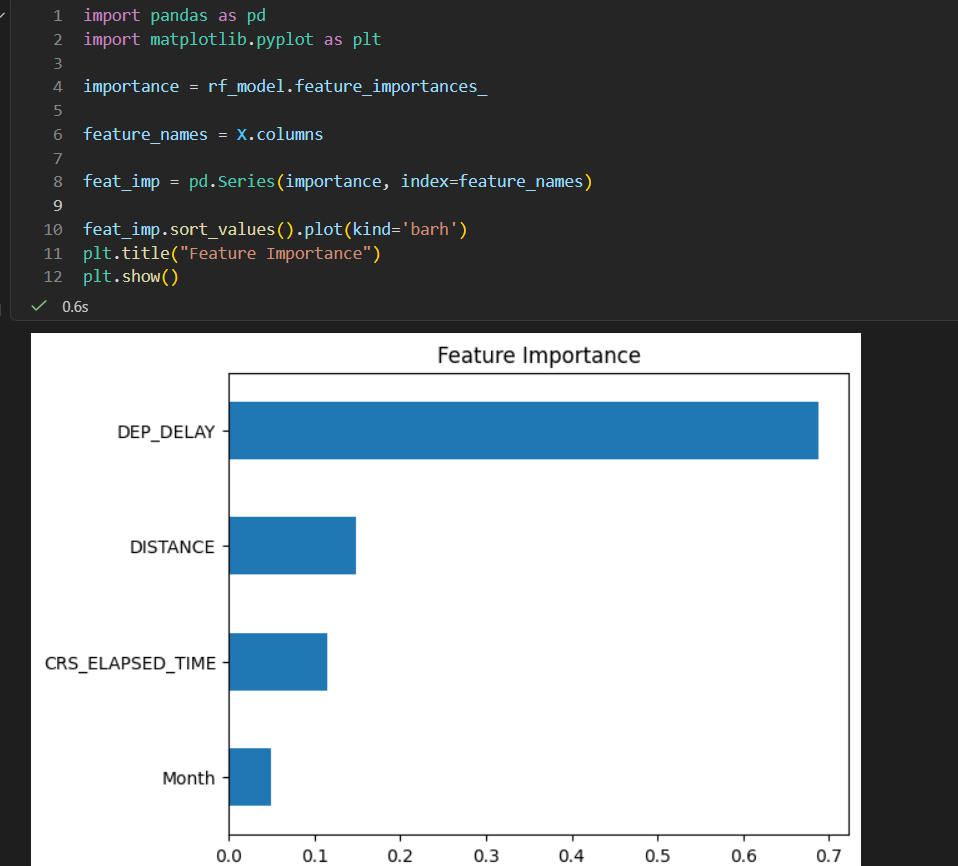 1 import pandas as pd
2 import matplotlib.pyplot as plt
3
4 importance = rf_model.feature_importances_
5
6 feature_names = X.columns
7
8 feat_imp = pd.Series(importance, index=feature_names)
9
10 feat_imp.sort_values().plot(kind='barh')
11 plt.title("Feature Importance")
12 plt.show()
0.6s
Feature Importance
DEP_DELAY
DISTANCE
CRS_ELAPSED_TIME
Month
0.0 0.1 0.2 0.3 0.4 0.5 0.6 0.7